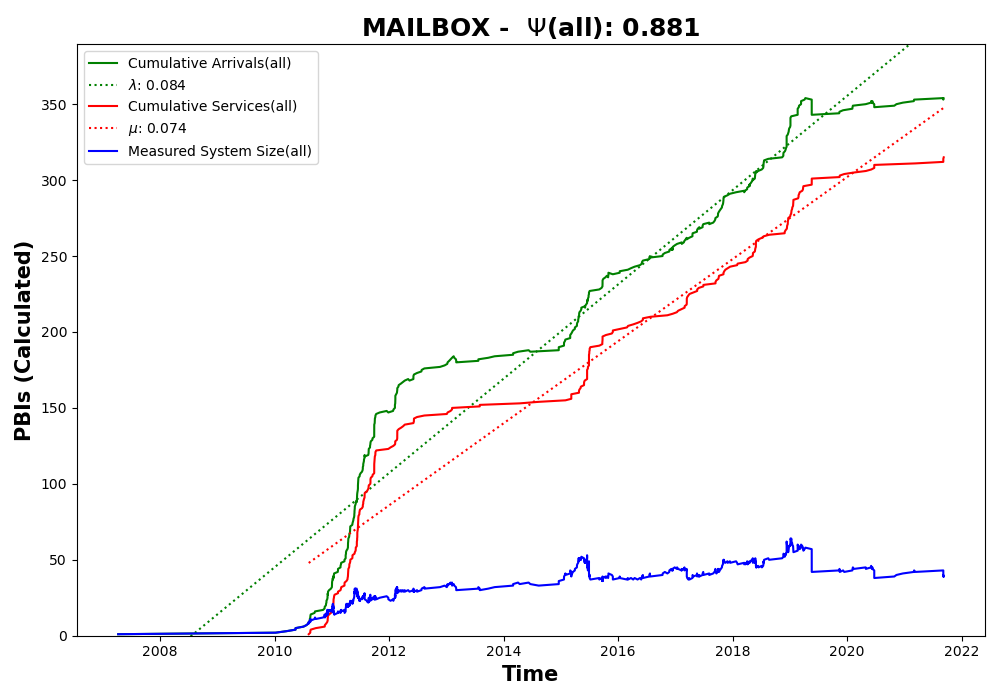 MAILBOX - Ψ(all): 0.881
Cumulative Arrivals(all)
λ: 0.084
Cumulative Services(all)
μ: 0.074
Measured System Size(all)
PBIs (Calculated)
350
300
250
200
150
100
50
0
2008 2010 2012 2014 2016 2018 2020 2022
Time